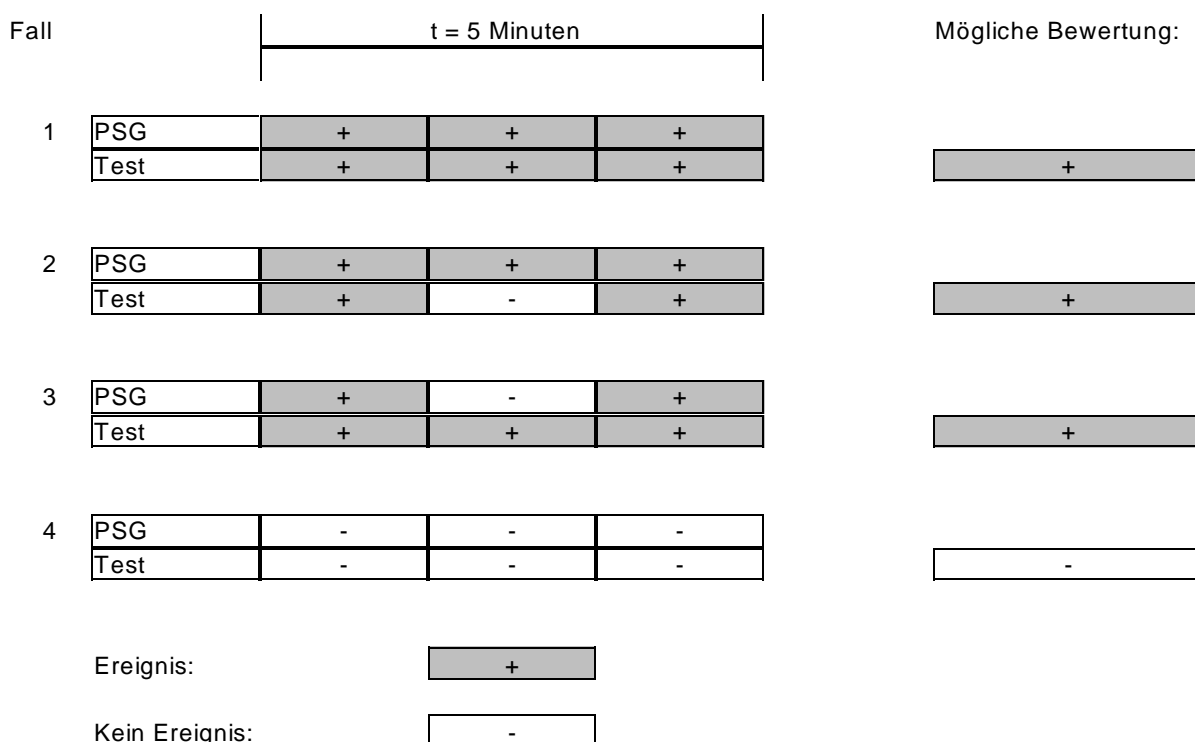 Fall t = 5 Minuten Mögliche Bewertung:
1 PSG + + +
Test + + + +
2 PSG + + +
Test + - + +
3 PSG + - +
Test + + + +
4 PSG - - -
Test - - - -
Ereignis: +
Kein Ereignis: -